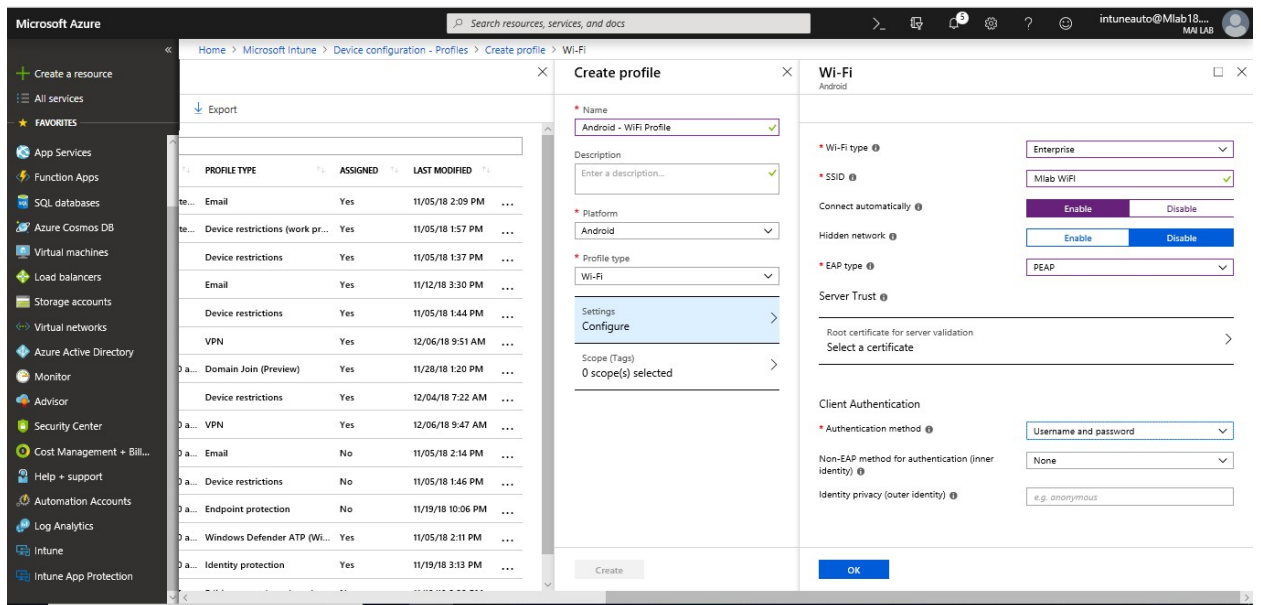 Microsoft Azure
Search resources, services, and docs
5
intuneauto@Mlab18....
MAI LAB
Home > Microsoft Intune > Device configuration - Profiles > Create profile > Wi-Fi
Create a resource
All services
FAVORITES
App Services
Function Apps
SQL databases
Azure Cosmos DB
Virtual machines
Load balancers
Storage accounts
Virtual networks
Azure Active Directory
Monitor
Advisor
Security Center
Cost Management + Bill...
Help + support
Automation Accounts
Log Analytics
Intune
Intune App Protection
Export
PROFILE TYPE ASSIGNED LAST MODIFIED
te... Email Yes 11/05/18 2:09 PM ...
te... Device restrictions (work pr... Yes 11/05/18 1:57 PM ...
Device restrictions Yes 11/05/18 1:37 PM ...
Email Yes 11/12/18 3:30 PM ...
Device restrictions Yes 11/05/18 1:44 PM ...
VPN Yes 12/06/18 9:51 AM ...
0 a... Domain Join (Preview) Yes 11/28/18 1:20 PM ...
Device restrictions Yes 12/04/18 7:22 AM ...
0 a... VPN Yes 12/06/18 9:47 AM ...
0 a... Email No 11/05/18 2:14 PM ...
0 a... Device restrictions No 11/05/18 1:46 PM ...
0 a... Endpoint protection No 11/19/18 10:06 PM ...
0 a... Windows Defender ATP (Wi... Yes 11/05/18 2:11 PM ...
0 a... Identity protection Yes 11/19/18 3:13 PM ...
Create profile
* Name
Android - WiFi Profile
Description
Enter a description...
* Platform
Android
* Profile type
Wi-Fi
Settings
Configure
Scope (Tags)
0 scope(s) selected
Create
Wi-Fi
Android
* Wi-Fi type
Enterprise
* SSID
Mlab WiFI
Connect automatically
Enable Disable
Hidden network
Enable Disable
* EAP type
PEAP
Server Trust
Root certificate for server validation
Select a certificate
Client Authentication
* Authentication method
Username and password
Non-EAP method for authentication (inner
identity)
None
Identity privacy (outer identity)
e.g. anonymous
OK